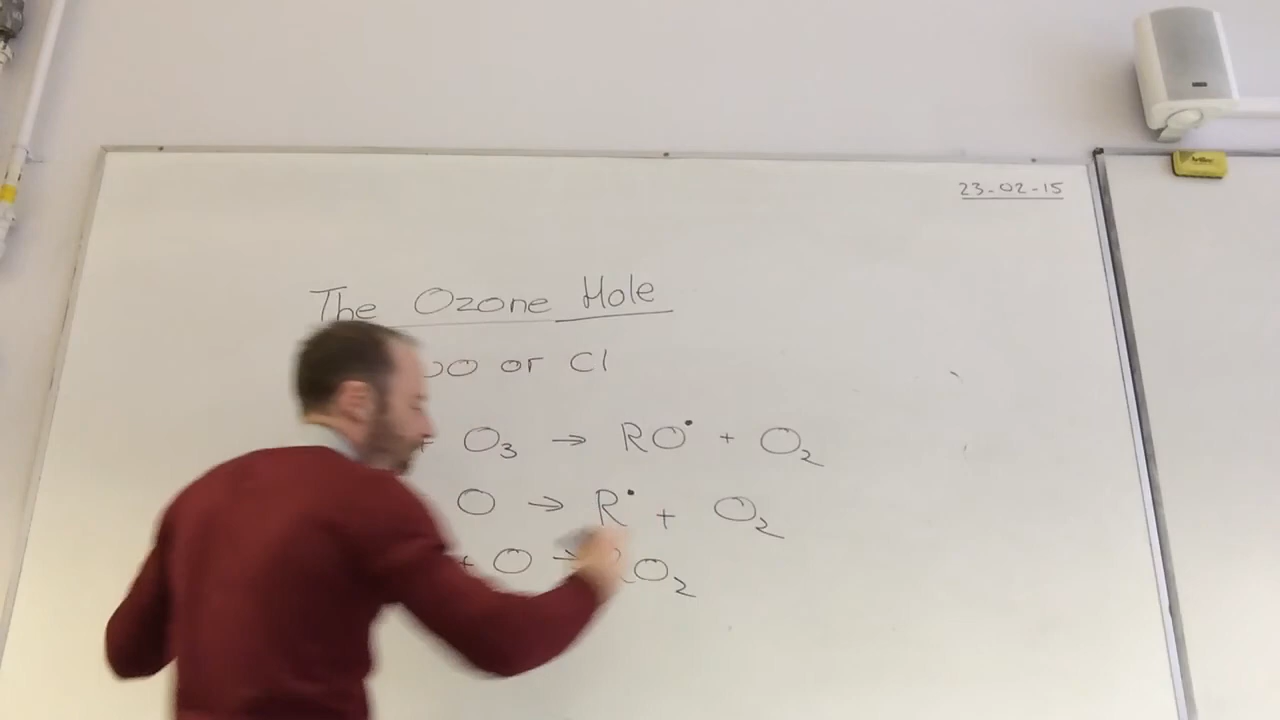 23-02-15
The Ozone Hole
or Cl
+ O₃ → RO• + O₂
O → R• + O₂
+ O → O₂